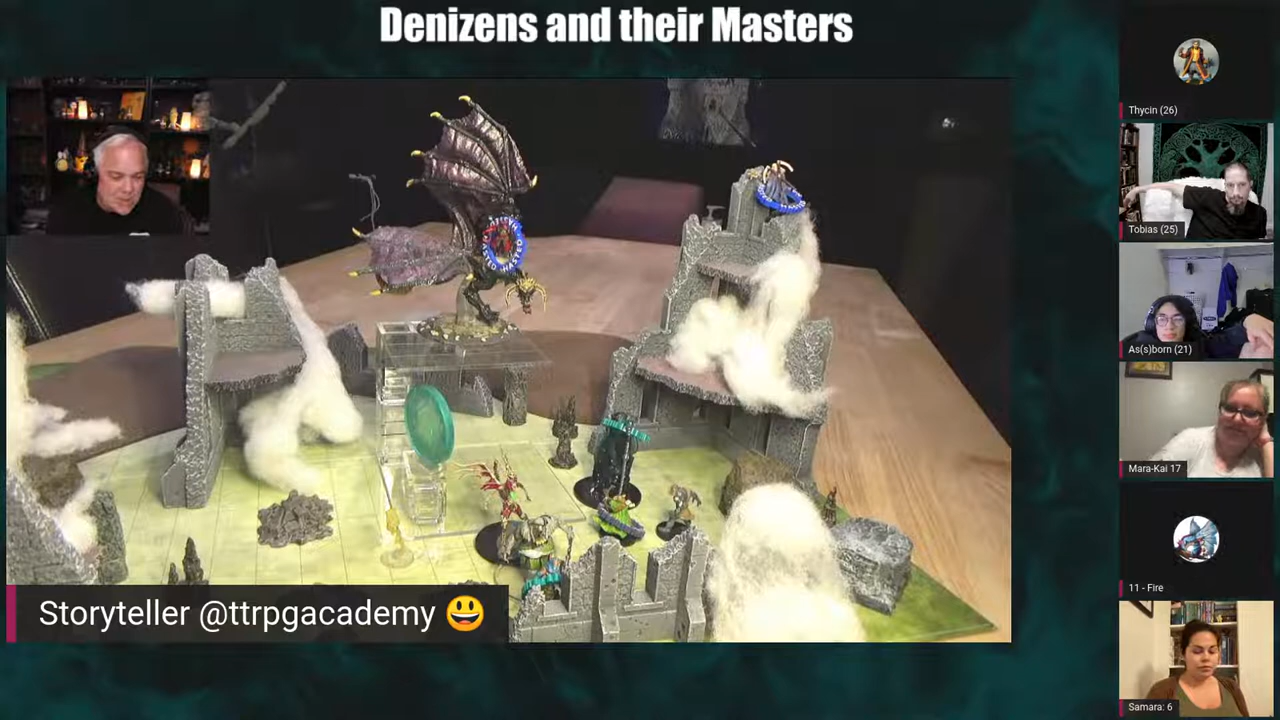 Denizens and their Masters
Thycin (26)
Tobias (25)
As(s)born (21)
Mara-Kai 17
11 - Fire
Samara: 6
Storyteller @ttrpgacademy 😃